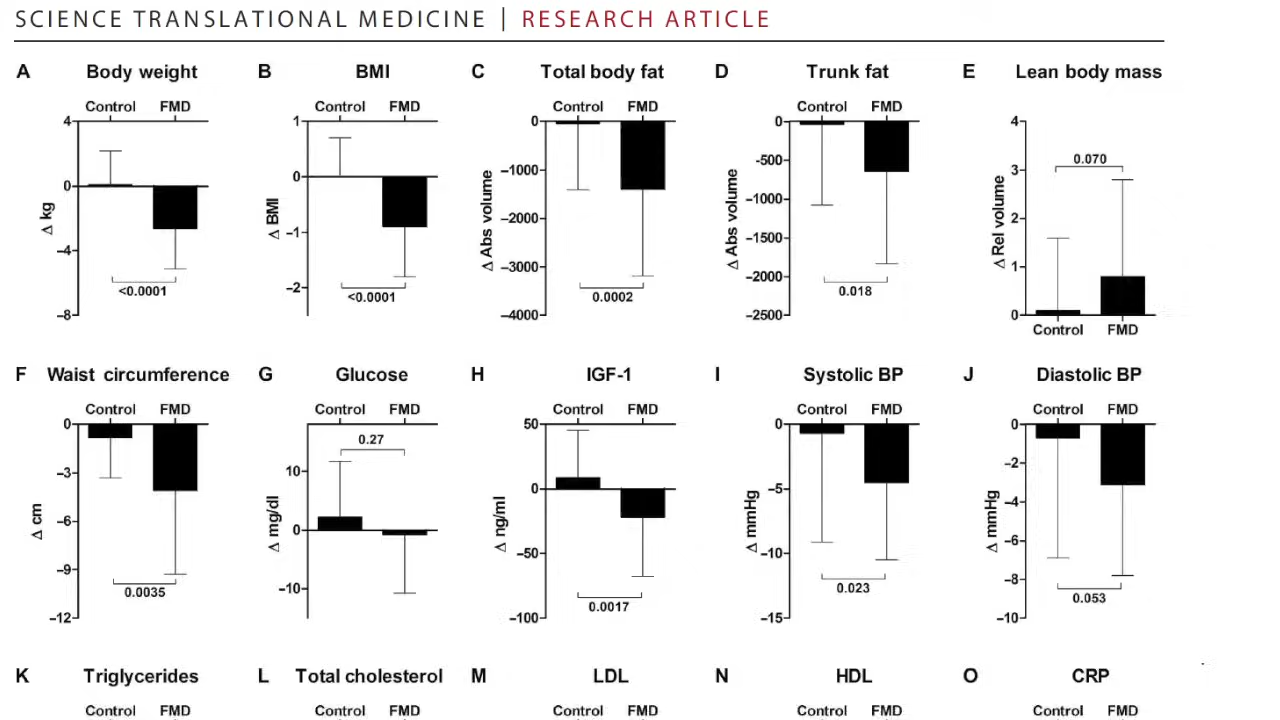 SCIENCE TRANSLATIONAL MEDICINE | RESEARCH ARTICLE
A Body weight
Control FMD
4
0
–4
–8
Δ kg
<0.0001
B BMI
Control FMD
1
0
–1
–2
Δ BMI
<0.0001
C Total body fat
Control FMD
0
–1000
–2000
–3000
–4000
Δ Abs volume
0.0002
D Trunk fat
Control FMD
0
–500
–1000
–1500
–2000
–2500
Δ Abs volume
0.018
E Lean body mass
4
3
2
1
0
Δ Rel volume
0.070
Control FMD
F Waist circumference
Control FMD
0
–3
–6
–9
–12
Δ cm
0.0035
G Glucose
Control FMD
10
0
–10
Δ mg/dl
0.27
H IGF-1
Control FMD
50
0
–50
–100
Δ ng/ml
0.0017
I Systolic BP
Control FMD
0
–5
–10
–15
Δ mmHg
0.023
J Diastolic BP
Control FMD
0
–2
–4
–6
–8
–10
Δ mmHg
0.053
K Triglycerides
Control FMD
L Total cholesterol
Control FMD
M LDL
Control FMD
N HDL
Control FMD
O CRP
Control FMD